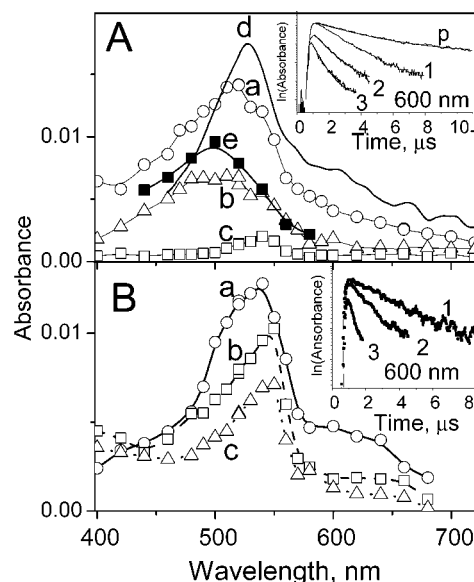 A
d
a
e
b
c
0.01
0.00
ln(Absorbance)
p
1
2
3
600 nm
0 2 4 6 8 10
Time, μs
Absorbance
B
a
b
c
0.01
0.00
ln(Ansorbance)
1
2
3
600 nm
0 2 4 6 8
Time, μs
400 500 600 700
Wavelength, nm